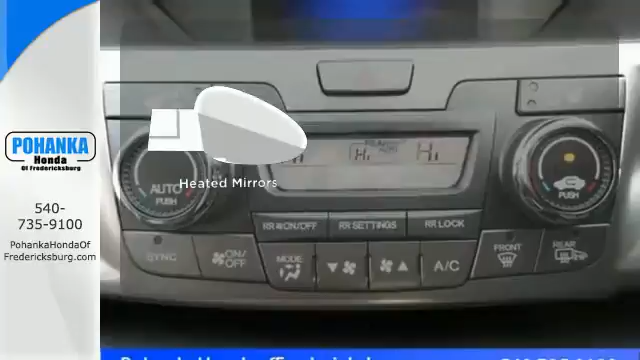 POHANKA
Honda
Of Fredericksburg
540-
735-9100
PohankaHondaOf
Fredericksburg.com
Heated Mirrors
AUTO
PUSH
Hi
Hi
PUSH
RR ON/OFF
RR SETTINGS
RR LOCK
SYNC
ON/
OFF
MODE
A/C
FRONT
REAR